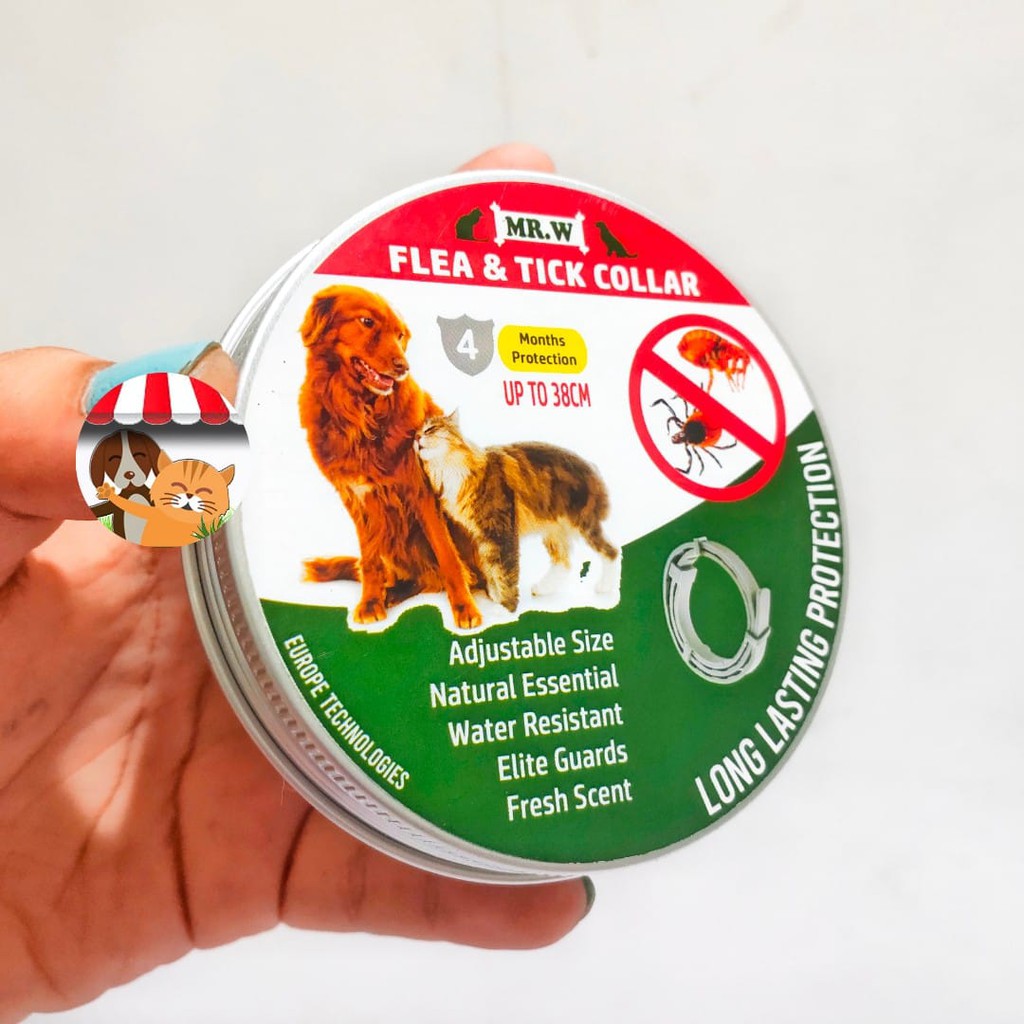 MR.W
FLEA & TICK COLLAR
4
Months
Protection
UP TO 38CM
Adjustable Size
Natural Essential
Water Resistant
Elite Guards
Fresh Scent
EUROPE TECHNOLOGIES
LONG LASTING PROTECTION